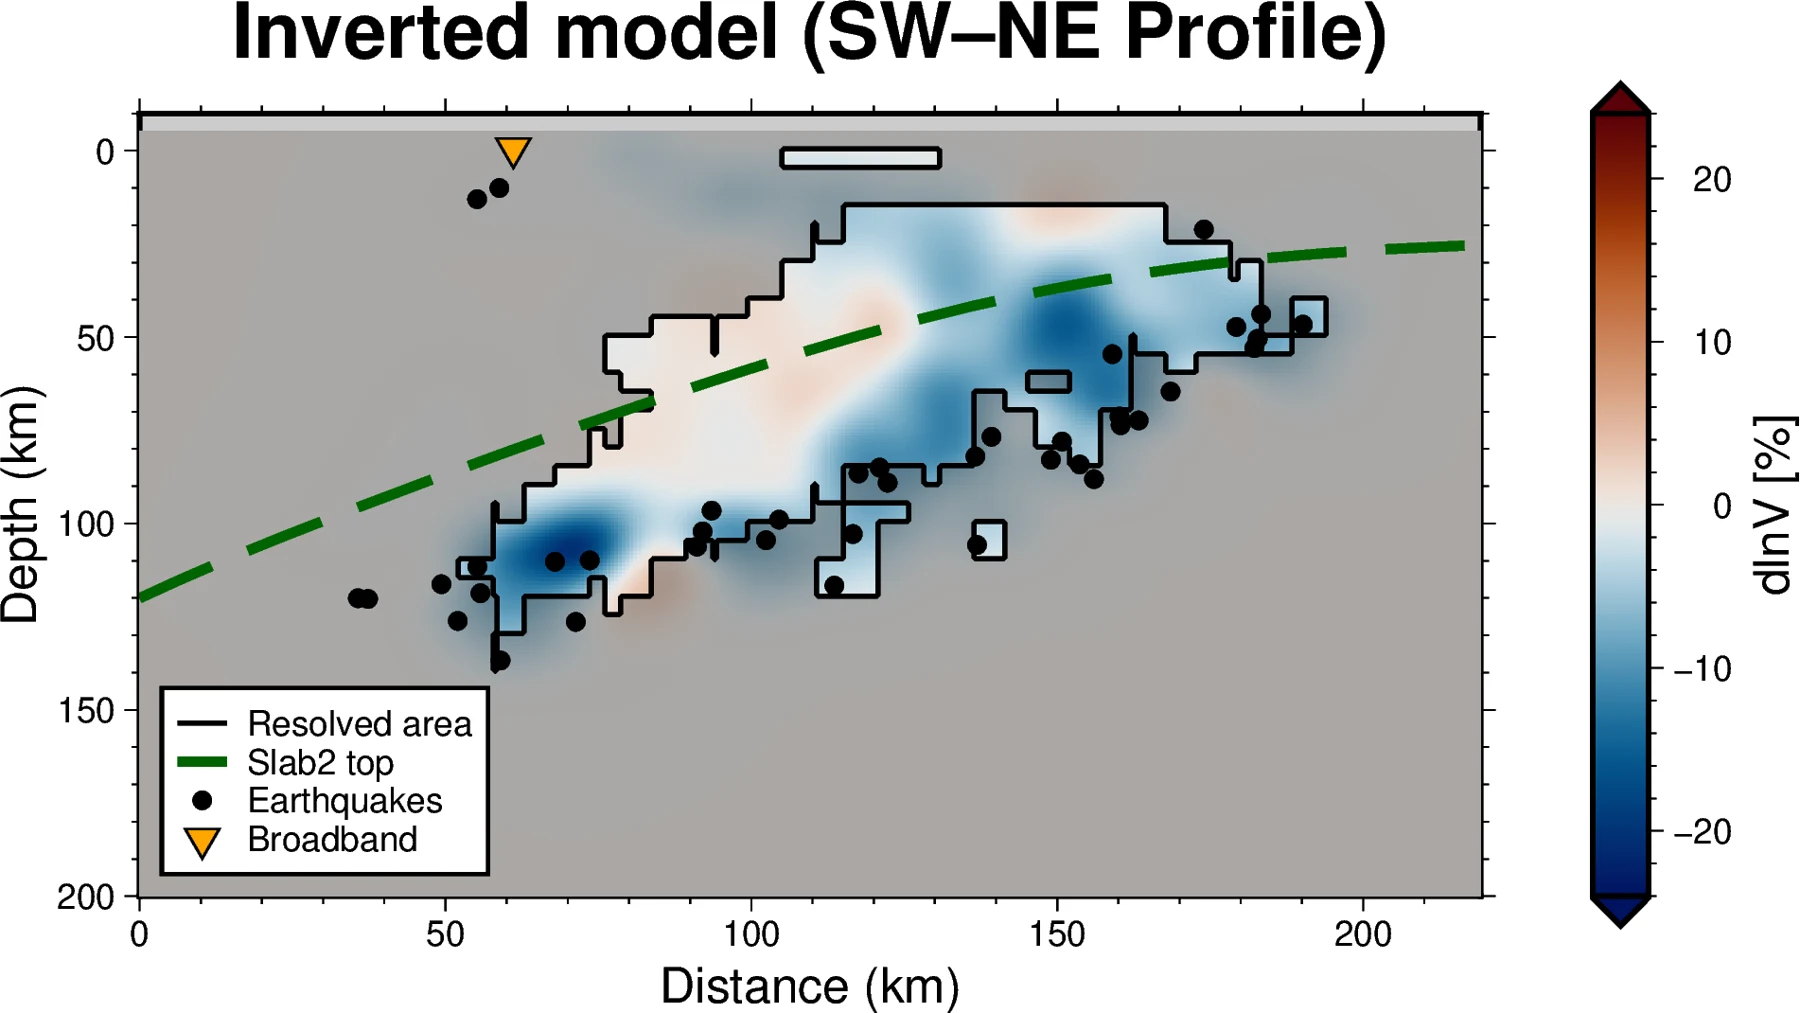 Inverted model (SW–NE Profile)
0
50
100
150
200
Depth (km)
Resolved area
Slab2 top
Earthquakes
Broadband
0
50
100
150
200
Distance (km)
20
10
0
−10
−20
dlnV [%]